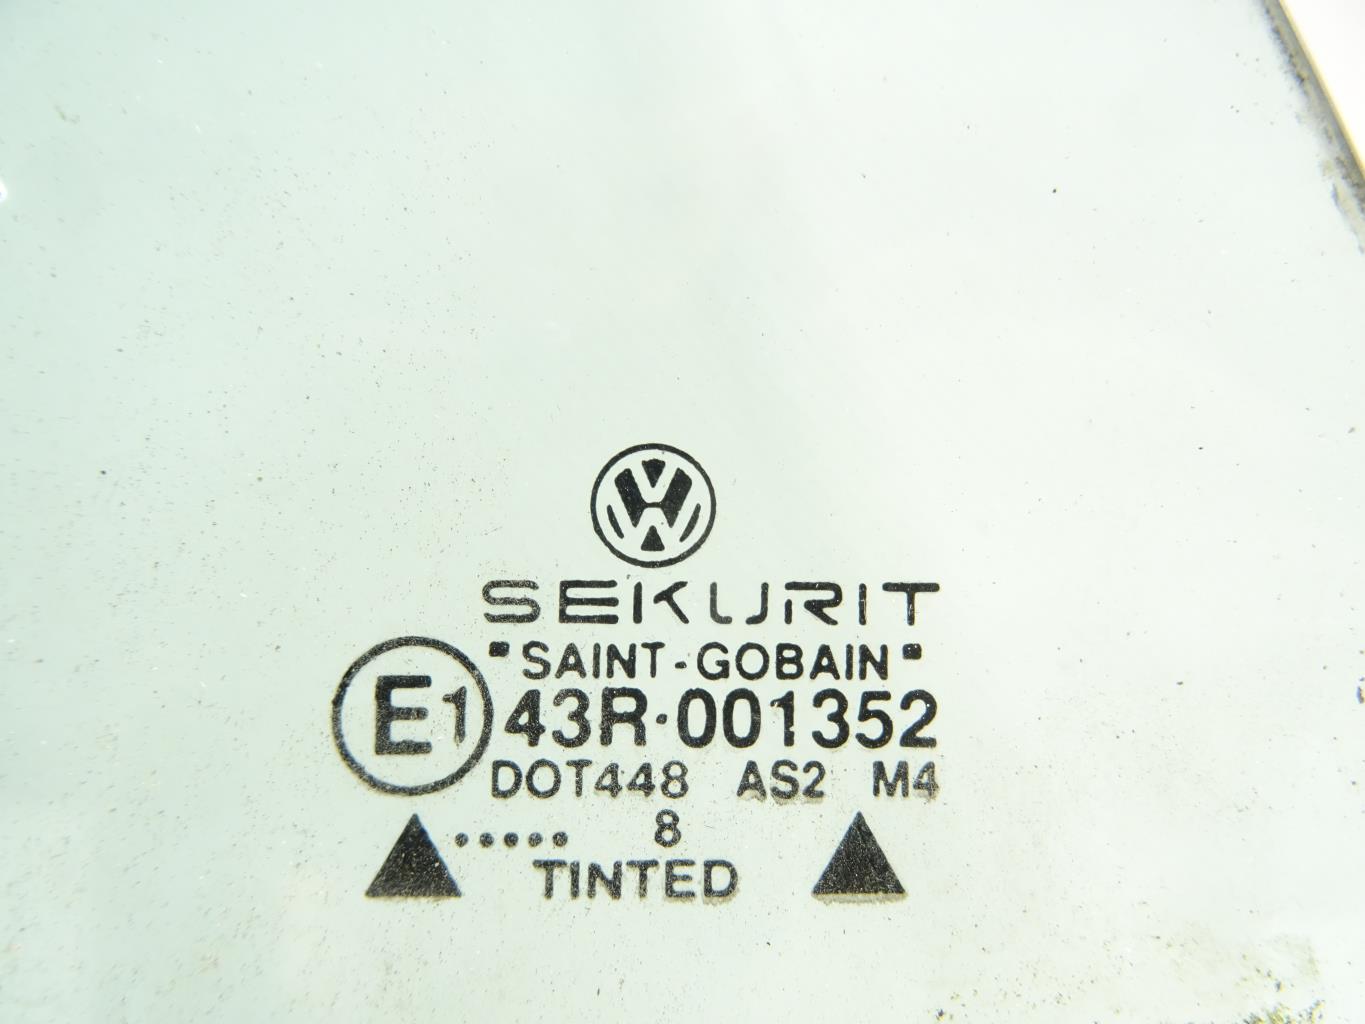 SEKURIT
"SAINT-GOBAIN"
E1 43R·001352
DOT448 AS2 M4
..... 8
TINTED